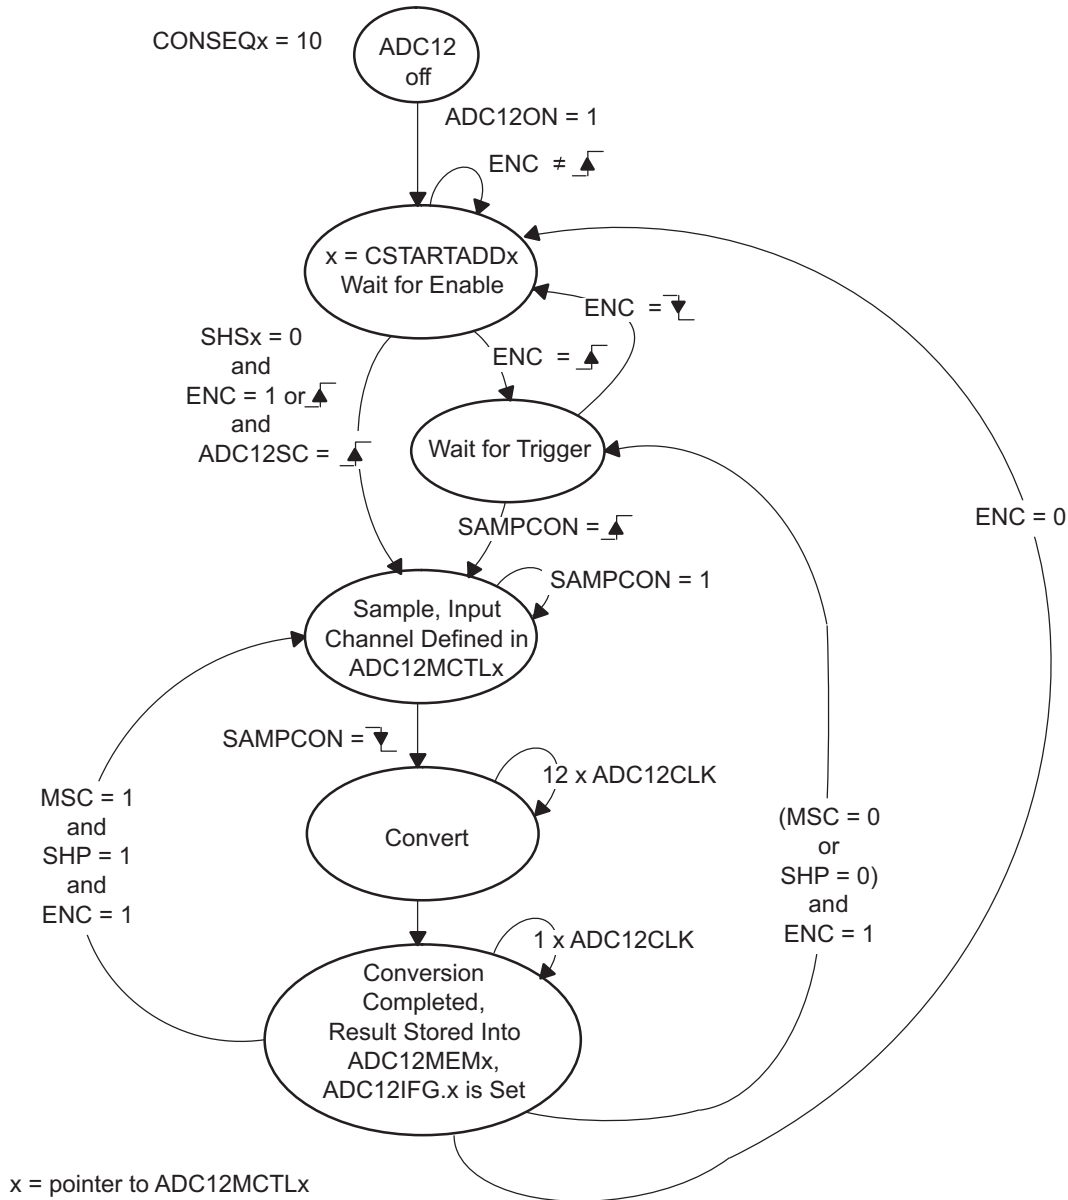 CONSEQx = 10
ADC12
off
ADC12ON = 1
ENC ≠
x = CSTARTADDx
Wait for Enable
ENC =
SHSx = 0
and
ENC = 1 or
and
ADC12SC =
ENC =
Wait for Trigger
ENC = 0
SAMPCON =
SAMPCON = 1
Sample, Input
Channel Defined in
ADC12MCTLx
SAMPCON =
12 x ADC12CLK
MSC = 1
and
SHP = 1
and
ENC = 1
Convert
(MSC = 0
or
SHP = 0)
and
ENC = 1
1 x ADC12CLK
Conversion
Completed,
Result Stored Into
ADC12MEMx,
ADC12IFG.x is Set
x = pointer to ADC12MCTLx